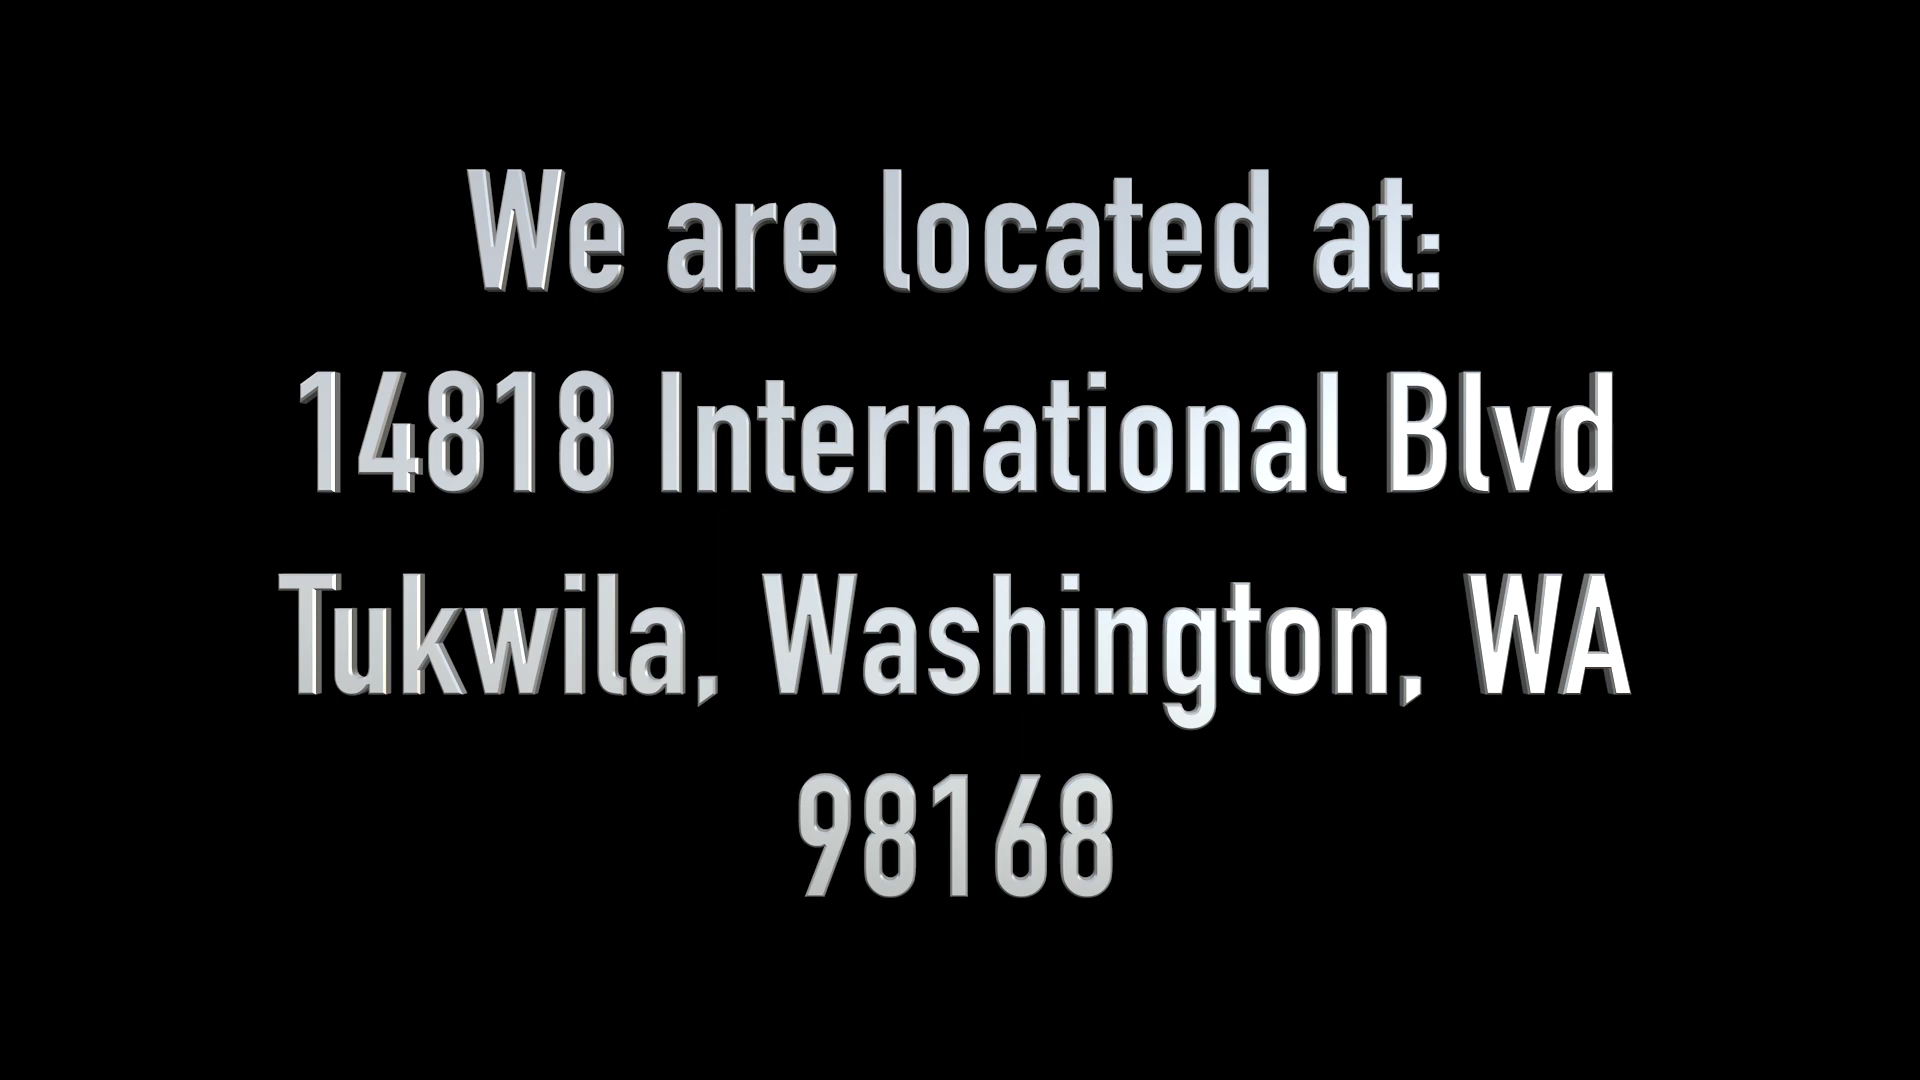 We are located at:
14818 International Blvd
Tukwila, Washington, WA
98168